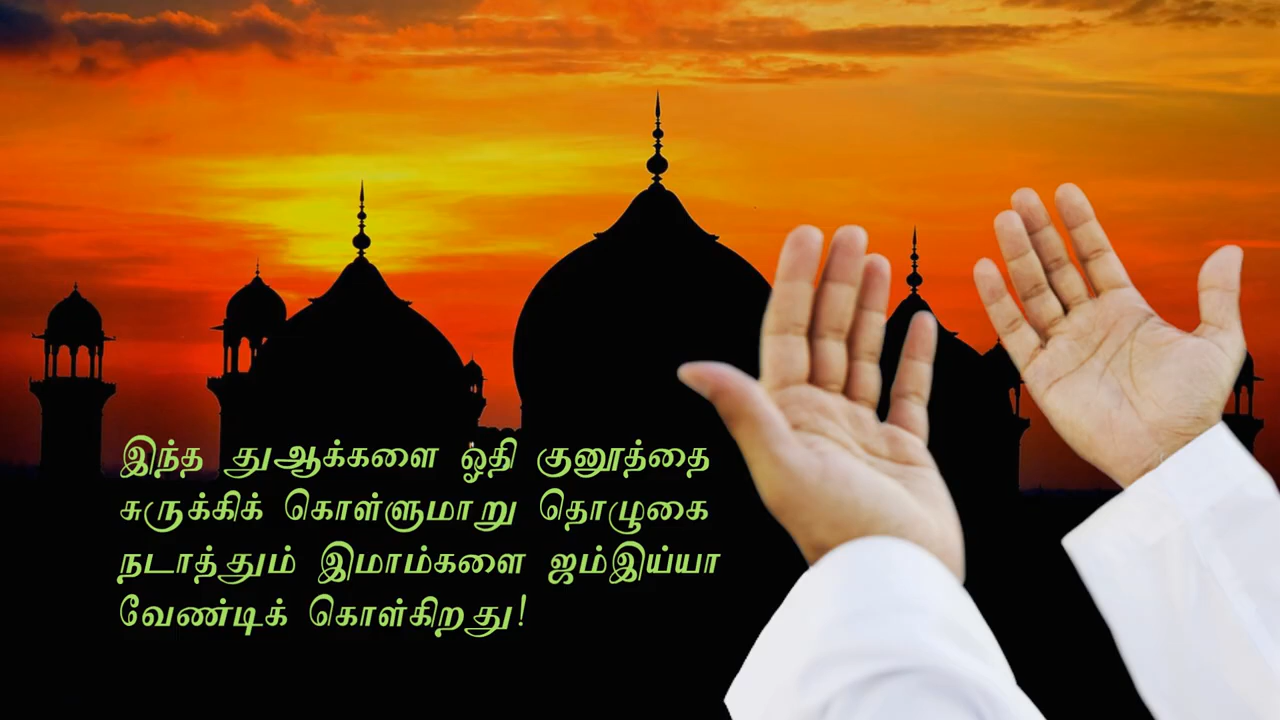 இந்த துஆக்களை ஓதி குனூத்தை
சுருக்கிக் கொள்ளுமாறு தொழுகை
நடாத்தும் இமாம்களை ஜம்இய்யா
வேண்டிக் கொள்கிறது!